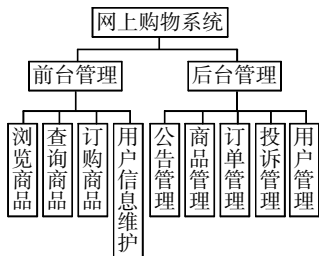 网上购物系统
前台管理
后台管理
浏览商品
查询商品
订购商品
用户信息维护
公告管理
商品管理
订单管理
投诉管理
用户管理